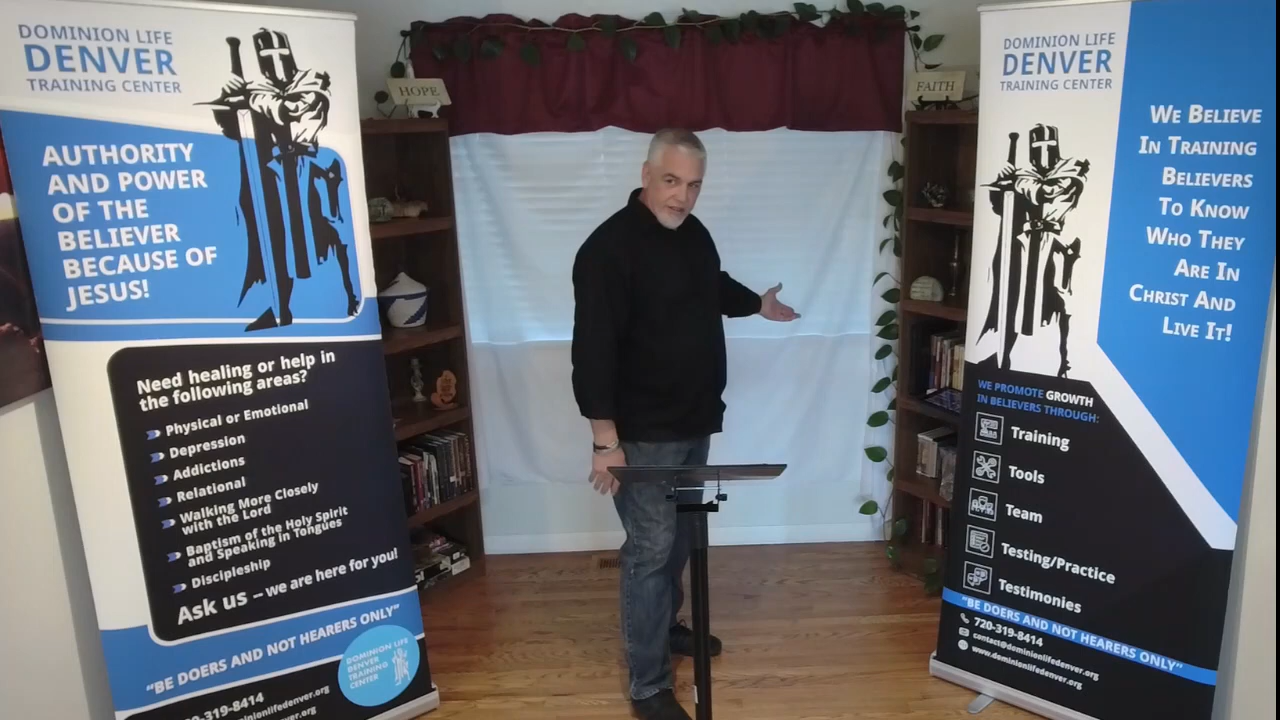 DOMINION LIFE
DENVER
TRAINING CENTER
AUTHORITY
AND POWER
OF THE
BELIEVER
BECAUSE OF
JESUS!
Need healing or help in
the following areas?
Physical or Emotional
Depression
Addictions
Relational
Walking More Closely
with the Lord
Baptism of the Holy Spirit
and Speaking in Tongues
Discipleship
Ask us – we are here for you!
"BE DOERS AND NOT HEARERS ONLY"
DOMINION LIFE
DENVER
TRAINING
CENTER
HOPE
FAITH
DOMINION LIFE
DENVER
TRAINING CENTER
WE BELIEVE
IN TRAINING
BELIEVERS
TO KNOW
WHO THEY
ARE IN
CHRIST AND
LIVE IT!
WE PROMOTE GROWTH
IN BELIEVERS THROUGH:
Training
Tools
Team
Testing/Practice
Testimonies
"BE DOERS AND NOT HEARERS ONLY"
720-319-8414
contact@dominionlifedenver.org
www.dominionlifedenver.org